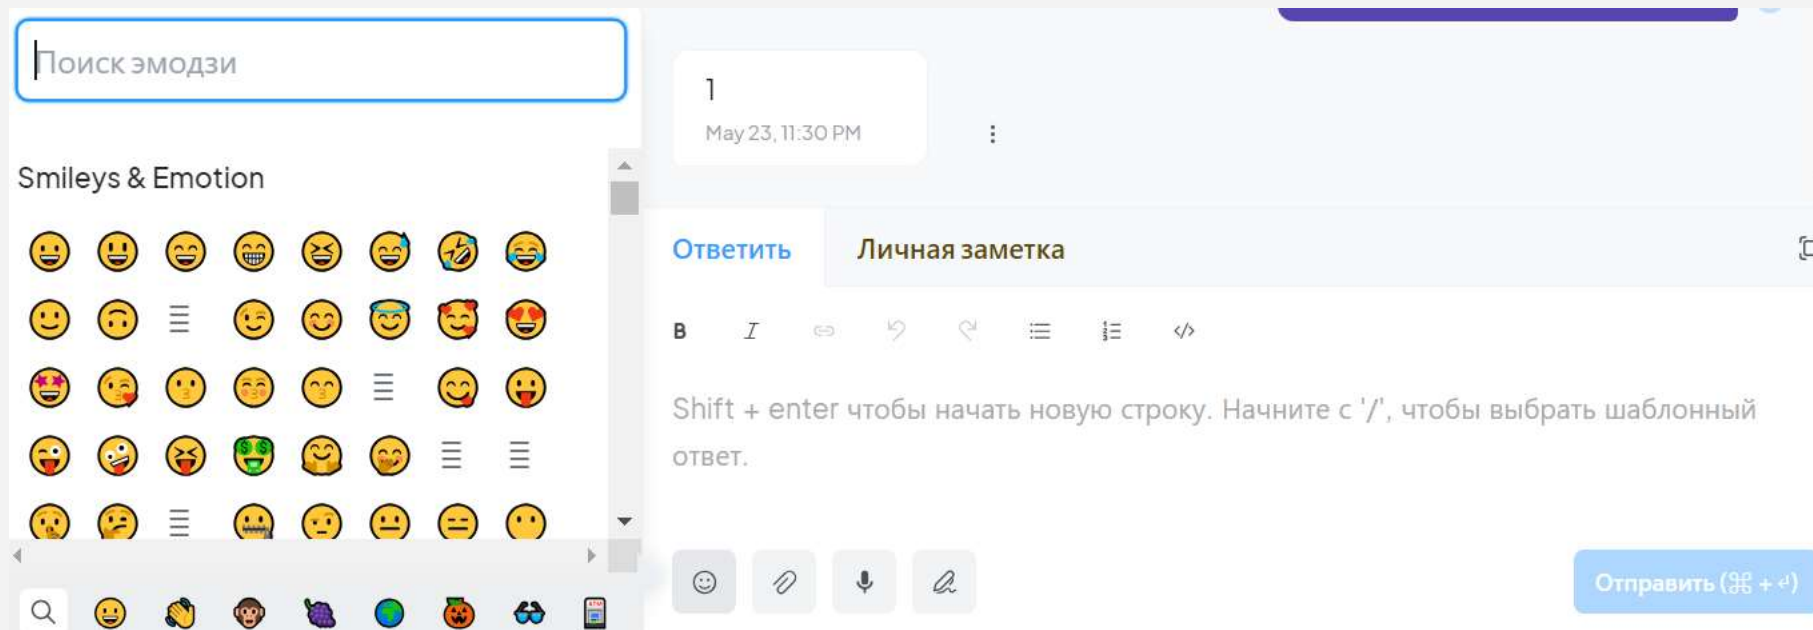 Поиск эмодзи
Smileys & Emotion
1
May 23, 11:30 PM
Ответить
Личная заметка
B I
Shift + enter чтобы начать новую строку. Начните с '/', чтобы выбрать шаблонный
ответ.
Отправить (⌘ + ↵)